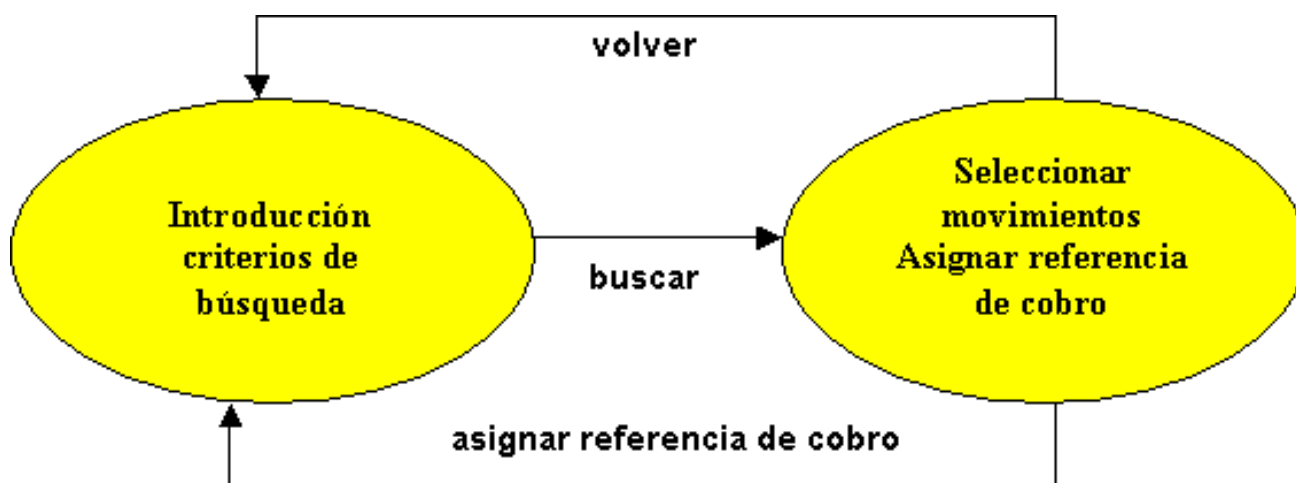 volver
Introducción
criterios de
búsqueda
buscar
Seleccionar
movimientos
Asignar referencia
de cobro
asignar referencia de cobro